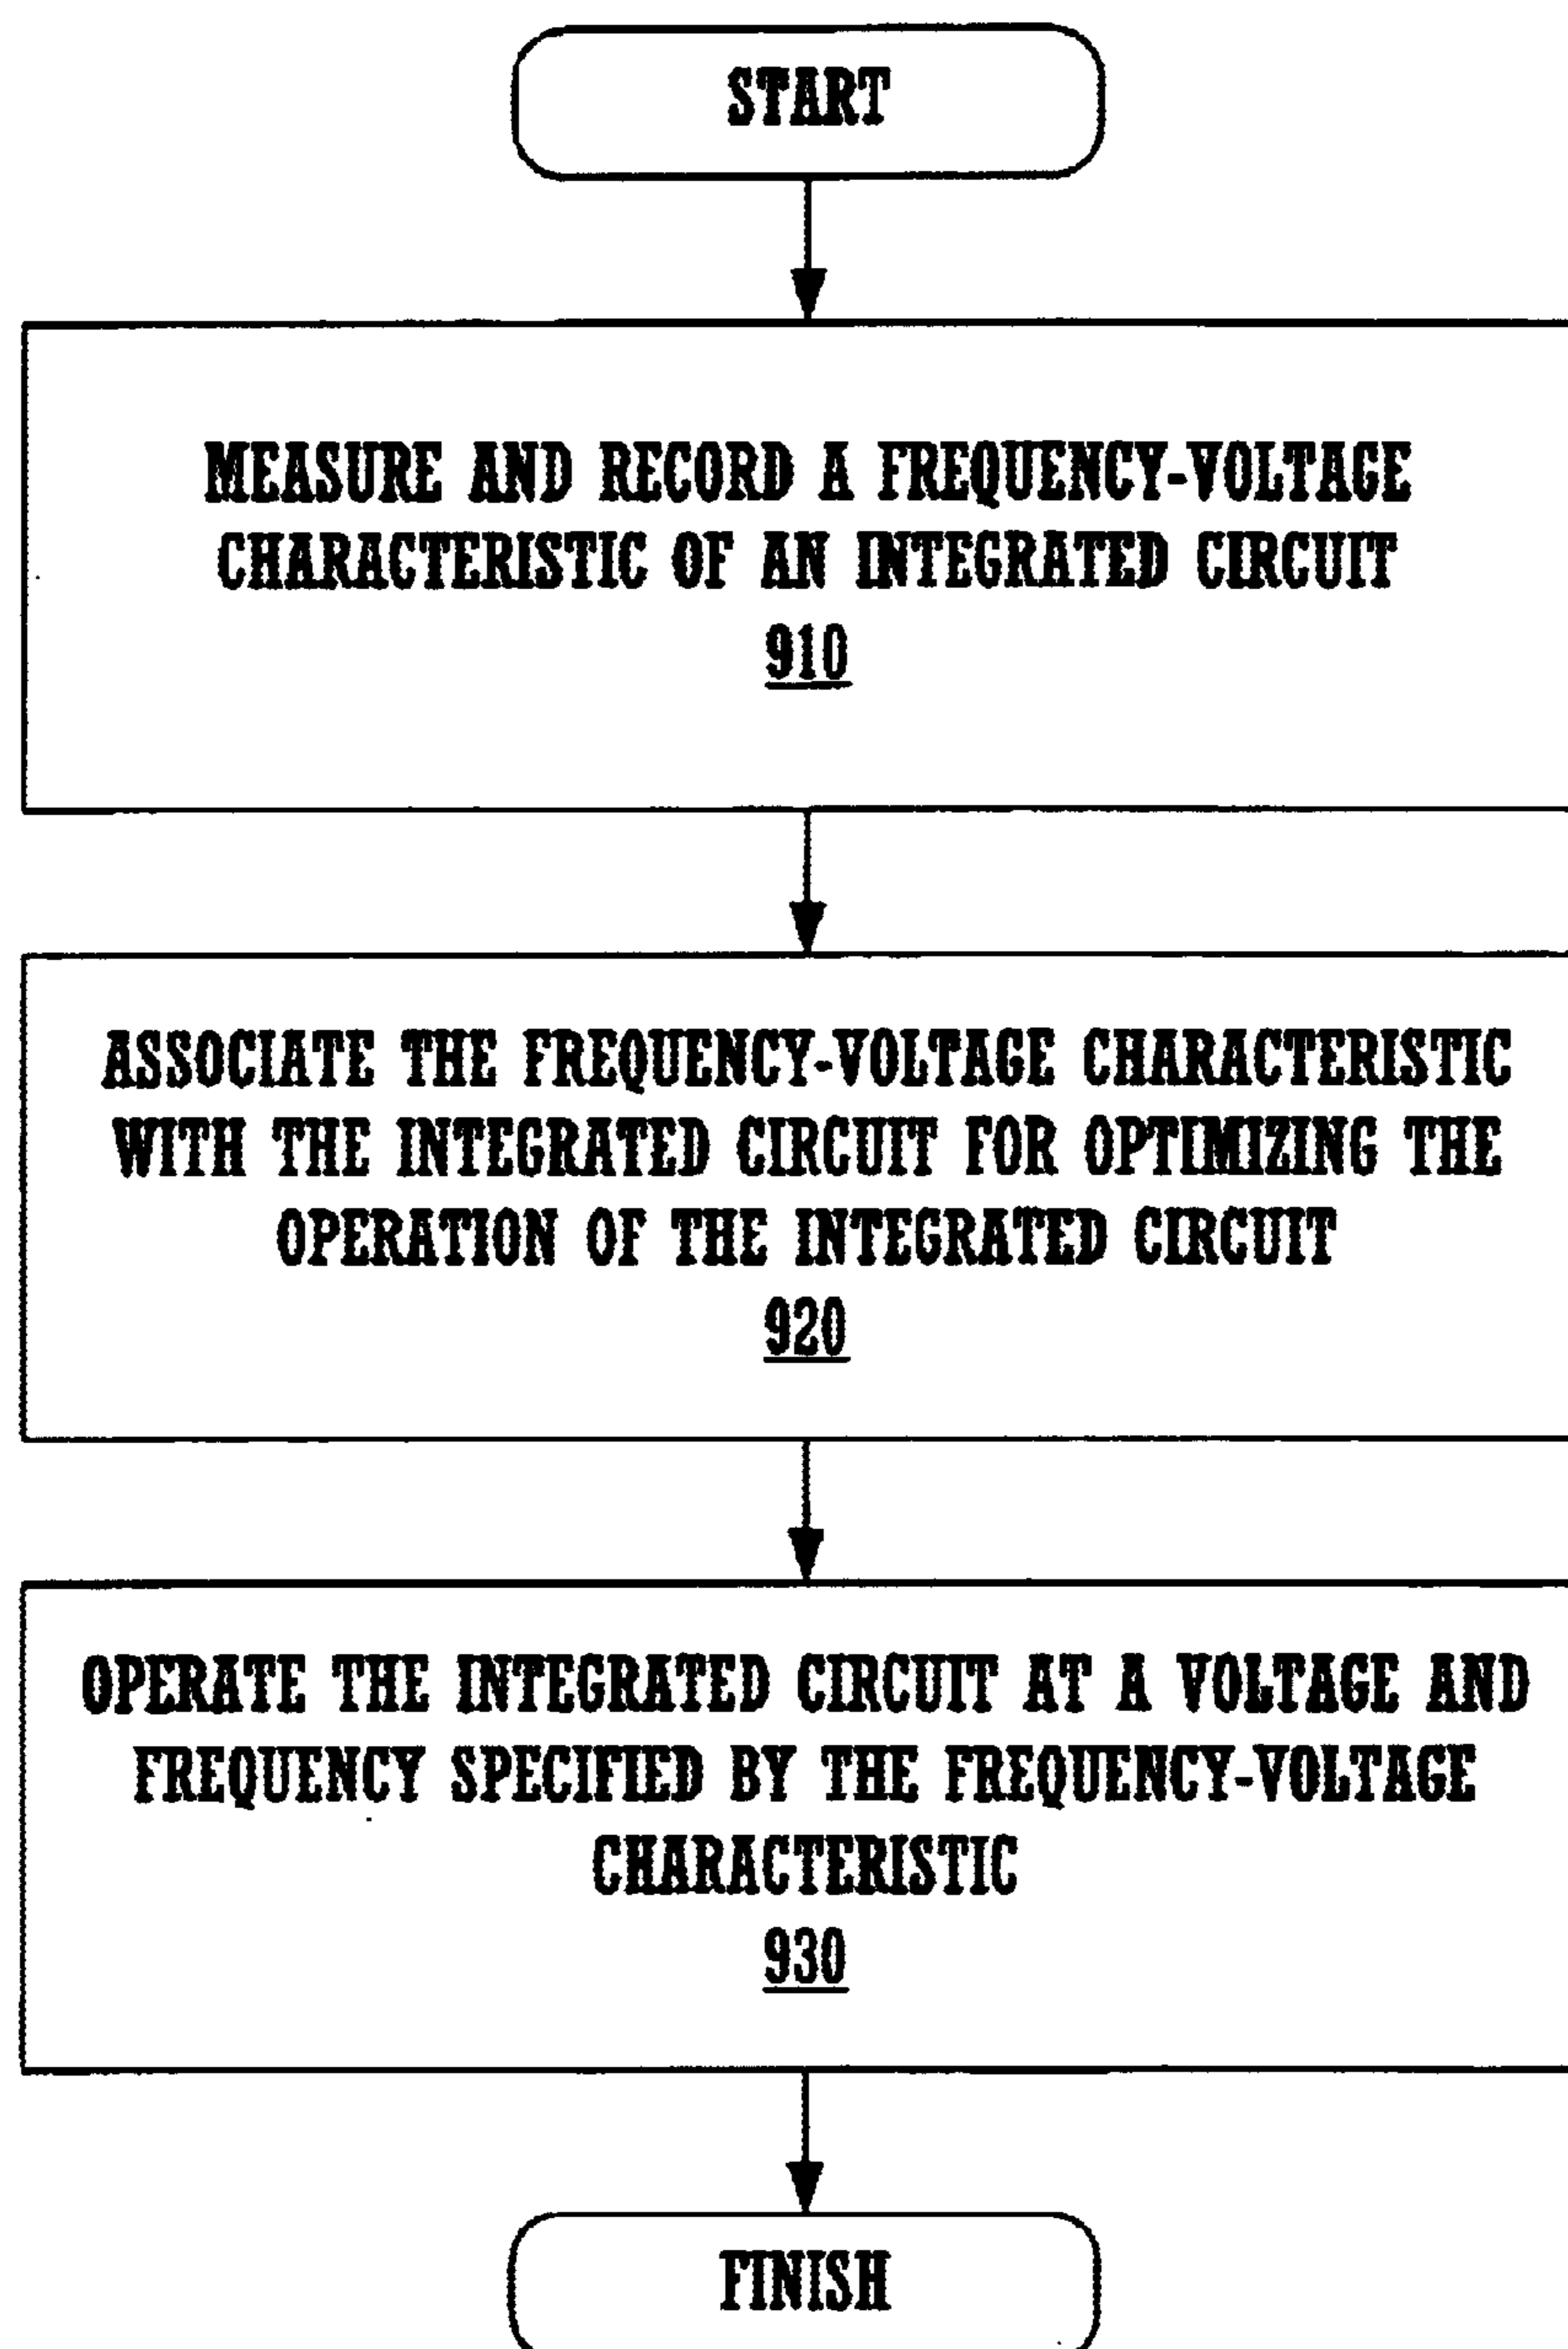 START
MEASURE AND RECORD A FREQUENCY-VOLTAGE
CHARACTERISTIC OF AN INTEGRATED CIRCUIT
910
ASSOCIATE THE FREQUENCY-VOLTAGE CHARACTERISTIC
WITH THE INTEGRATED CIRCUIT FOR OPTIMIZING THE
OPERATION OF THE INTEGRATED CIRCUIT
920
OPERATE THE INTEGRATED CIRCUIT AT A VOLTAGE AND
FREQUENCY SPECIFIED BY THE FREQUENCY-VOLTAGE
CHARACTERISTIC
930
FINISH